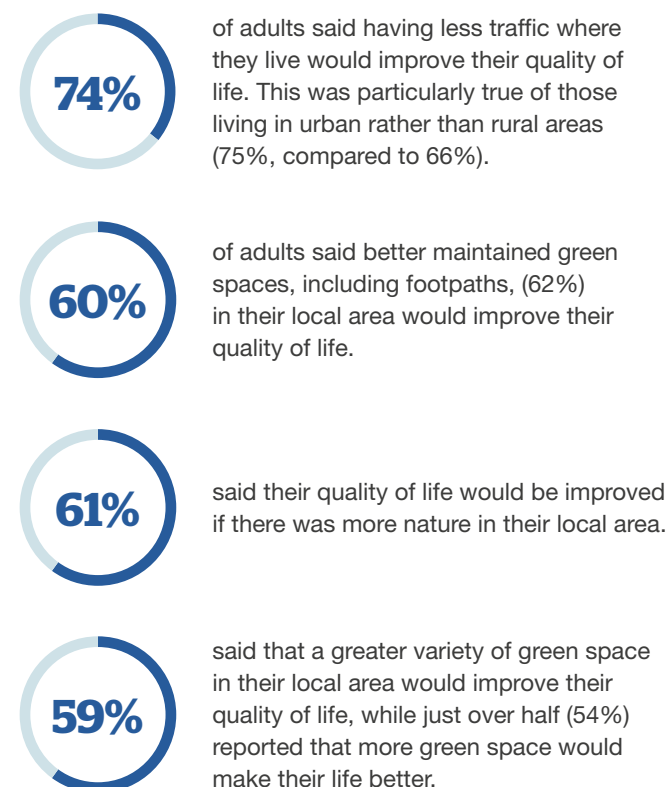 74%
of adults said having less traffic where
they live would improve their quality of
life. This was particularly true of those
living in urban rather than rural areas
(75%, compared to 66%).
60%
of adults said better maintained green
spaces, including footpaths, (62%)
in their local area would improve their
quality of life.
61%
said their quality of life would be improved
if there was more nature in their local area.
59%
said that a greater variety of green space
in their local area would improve their
quality of life, while just over half (54%)
reported that more green space would
make their life better.